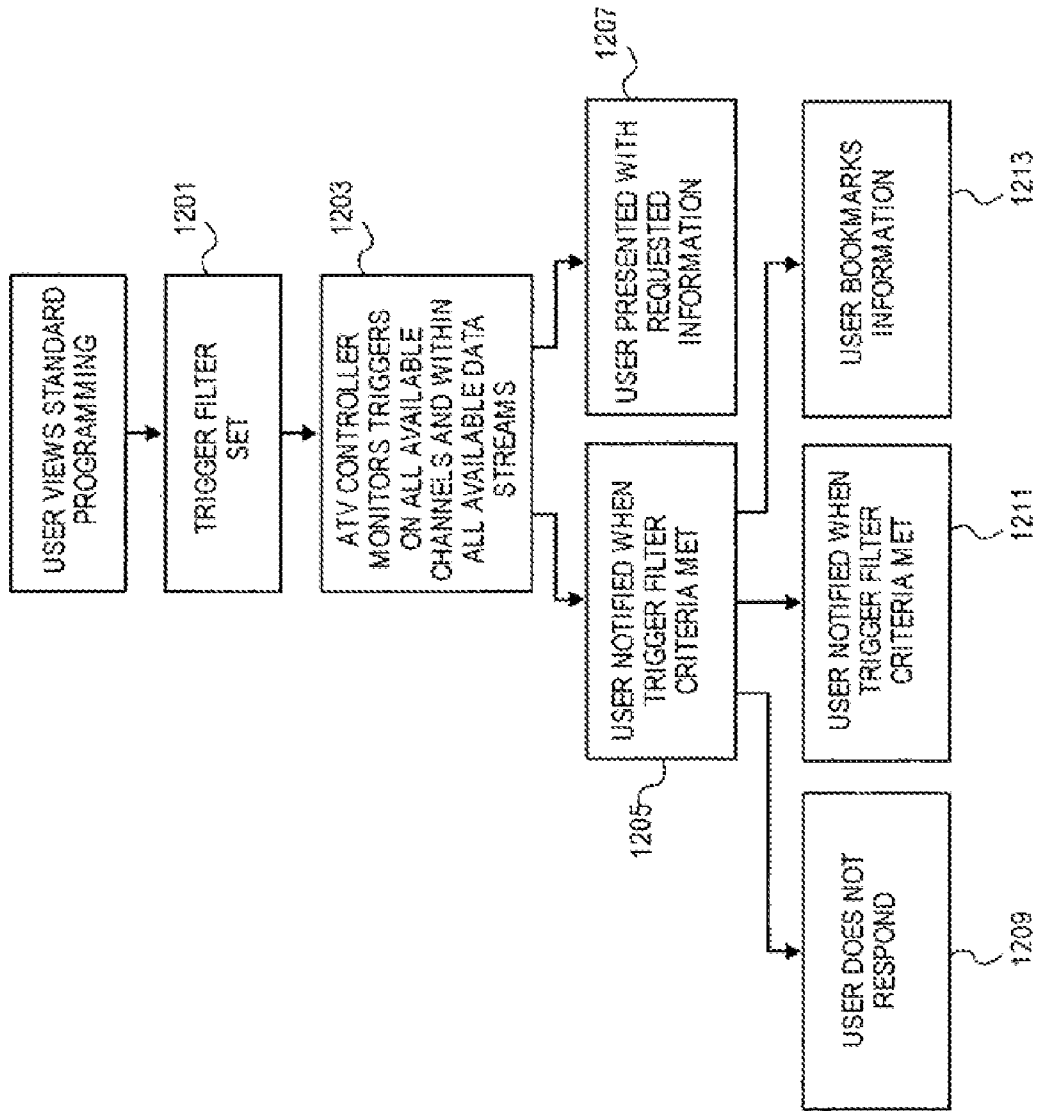 USER VIEWS STANDARD
PROGRAMMING
1201
TRIGGER FILTER
SET
1203
ATV CONTROLLER
MONITORS TRIGGERS
ON ALL AVAILABLE
CHANNELS AND WITHIN
ALL AVAILABLE DATA
STREAMS
1205
USER NOTIFIED WHEN
TRIGGER FILTER
CRITERIA MET
1207
USER PRESENTED WITH
REQUESTED
INFORMATION
USER DOES NOT
RESPOND
1209
USER NOTIFIED WHEN
TRIGGER FILTER
CRITERIA MET
1211
USER BOOKMARKS
INFORMATION
1213